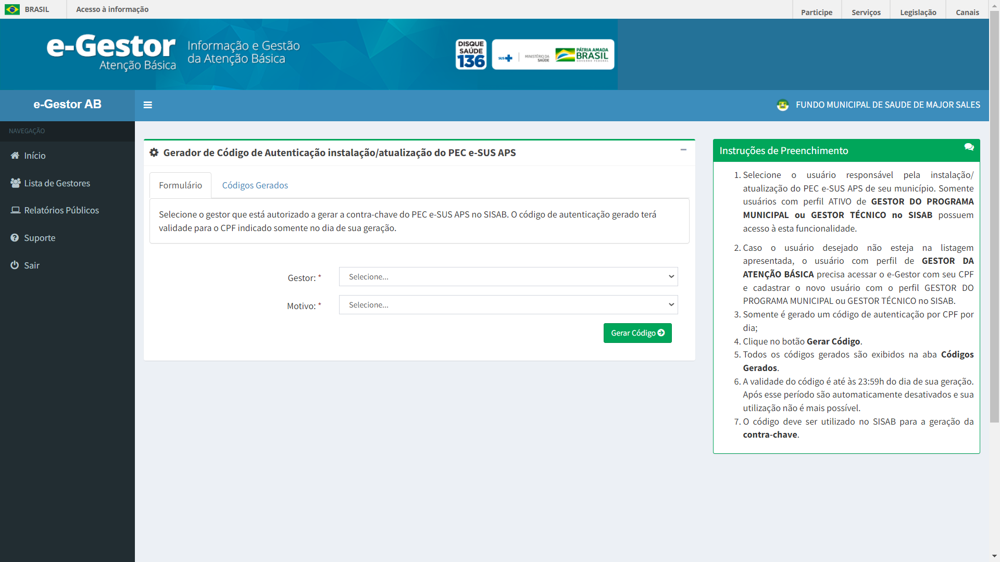 BRASIL
Acesso à informação
Participe
Serviços
Legislação
Canais
e-Gestor
Atenção Básica
Informação e Gestão
da Atenção Básica
DISQUE
SAÚDE
136
SUS
MINISTÉRIO DA
SAÚDE
PÁTRIA AMADA
BRASIL
GOVERNO FEDERAL
e-Gestor AB
FUNDO MUNICIPAL DE SAUDE DE MAJOR SALES
NAVEGAÇÃO
Início
Lista de Gestores
Relatórios Públicos
Suporte
Sair
Gerador de Código de Autenticação instalação/atualização do PEC e-SUS APS
Formulário
Códigos Gerados
Selecione o gestor que está autorizado a gerar a contra-chave do PEC e-SUS APS no SISAB. O código de autenticação gerado terá
validade para o CPF indicado somente no dia de sua geração.
Gestor: *
Selecione...
Motivo: *
Selecione...
Gerar Código
Instruções de Preenchimento
1. Selecione o usuário responsável pela instalação/
atualização do PEC e-SUS APS de seu município. Somente
usuários com perfil ATIVO de GESTOR DO PROGRAMA
MUNICIPAL ou GESTOR TÉCNICO no SISAB possuem
acesso à esta funcionalidade.
2. Caso o usuário desejado não esteja na listagem
apresentada, o usuário com perfil de GESTOR DA
ATENÇÃO BÁSICA precisa acessar o e-Gestor com seu CPF
e cadastrar o novo usuário com o perfil GESTOR DO
PROGRAMA MUNICIPAL ou GESTOR TÉCNICO no SISAB.
3. Somente é gerado um código de autenticação por CPF por
dia;
4. Clique no botão Gerar Código.
5. Todos os códigos gerados são exibidos na aba Códigos
Gerados.
6. A validade do código é até às 23:59h do dia de sua geração.
Após esse período são automaticamente desativados e sua
utilização não é mais possível.
7. O código deve ser utilizado no SISAB para a geração da
contra-chave.